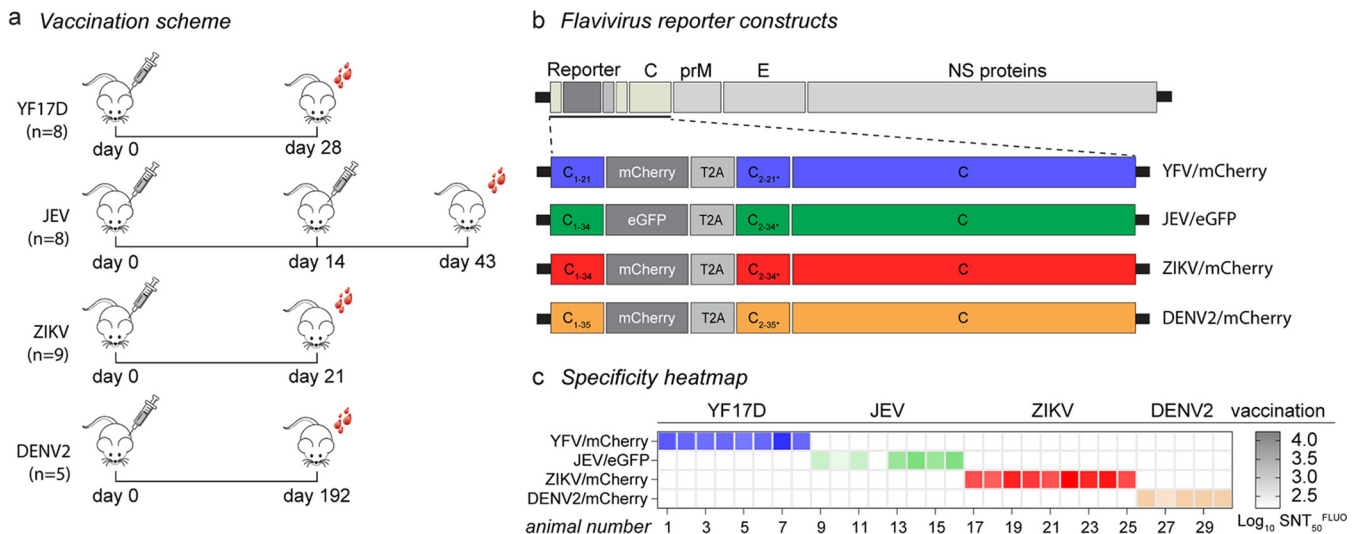 a Vaccination scheme
YF17D
(n=8)
day 0 day 28
JEV
(n=8)
day 0 day 14 day 43
ZIKV
(n=9)
day 0 day 21
DENV2
(n=5)
day 0 day 192
b Flavivirus reporter constructs
Reporter C prM E NS proteins
C1-21 mCherry T2A C2-21* C YFV/mCherry
C1-34 eGFP T2A C2-34* C JEV/eGFP
C1-34 mCherry T2A C2-34* C ZIKV/mCherry
C1-35 mCherry T2A C2-35* C DENV2/mCherry
c Specificity heatmap
YF17D JEV ZIKV DENV2 vaccination
YFV/mCherry
JEV/eGFP
ZIKV/mCherry
DENV2/mCherry
4.0
3.5
3.0
2.5
animal number 1 3 5 7 9 11 13 15 17 19 21 23 25 27 29
Log10 SNT50FLUO